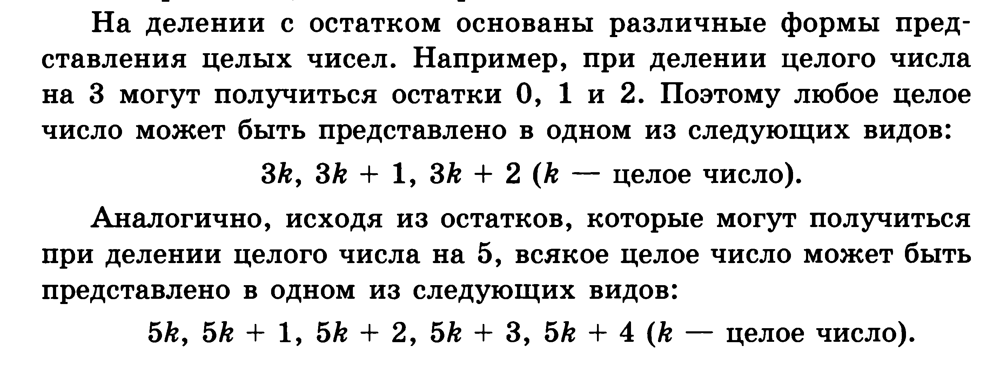 На делении с остатком основаны различные формы пред-
ставления целых чисел. Например, при делении целого числа
на 3 могут получиться остатки 0, 1 и 2. Поэтому любое целое
число может быть представлено в одном из следующих видов:
3k, 3k + 1, 3k + 2 (k — целое число).
Аналогично, исходя из остатков, которые могут получиться
при делении целого числа на 5, всякое целое число может быть
представлено в одном из следующих видов:
5k, 5k + 1, 5k + 2, 5k + 3, 5k + 4 (k — целое число).